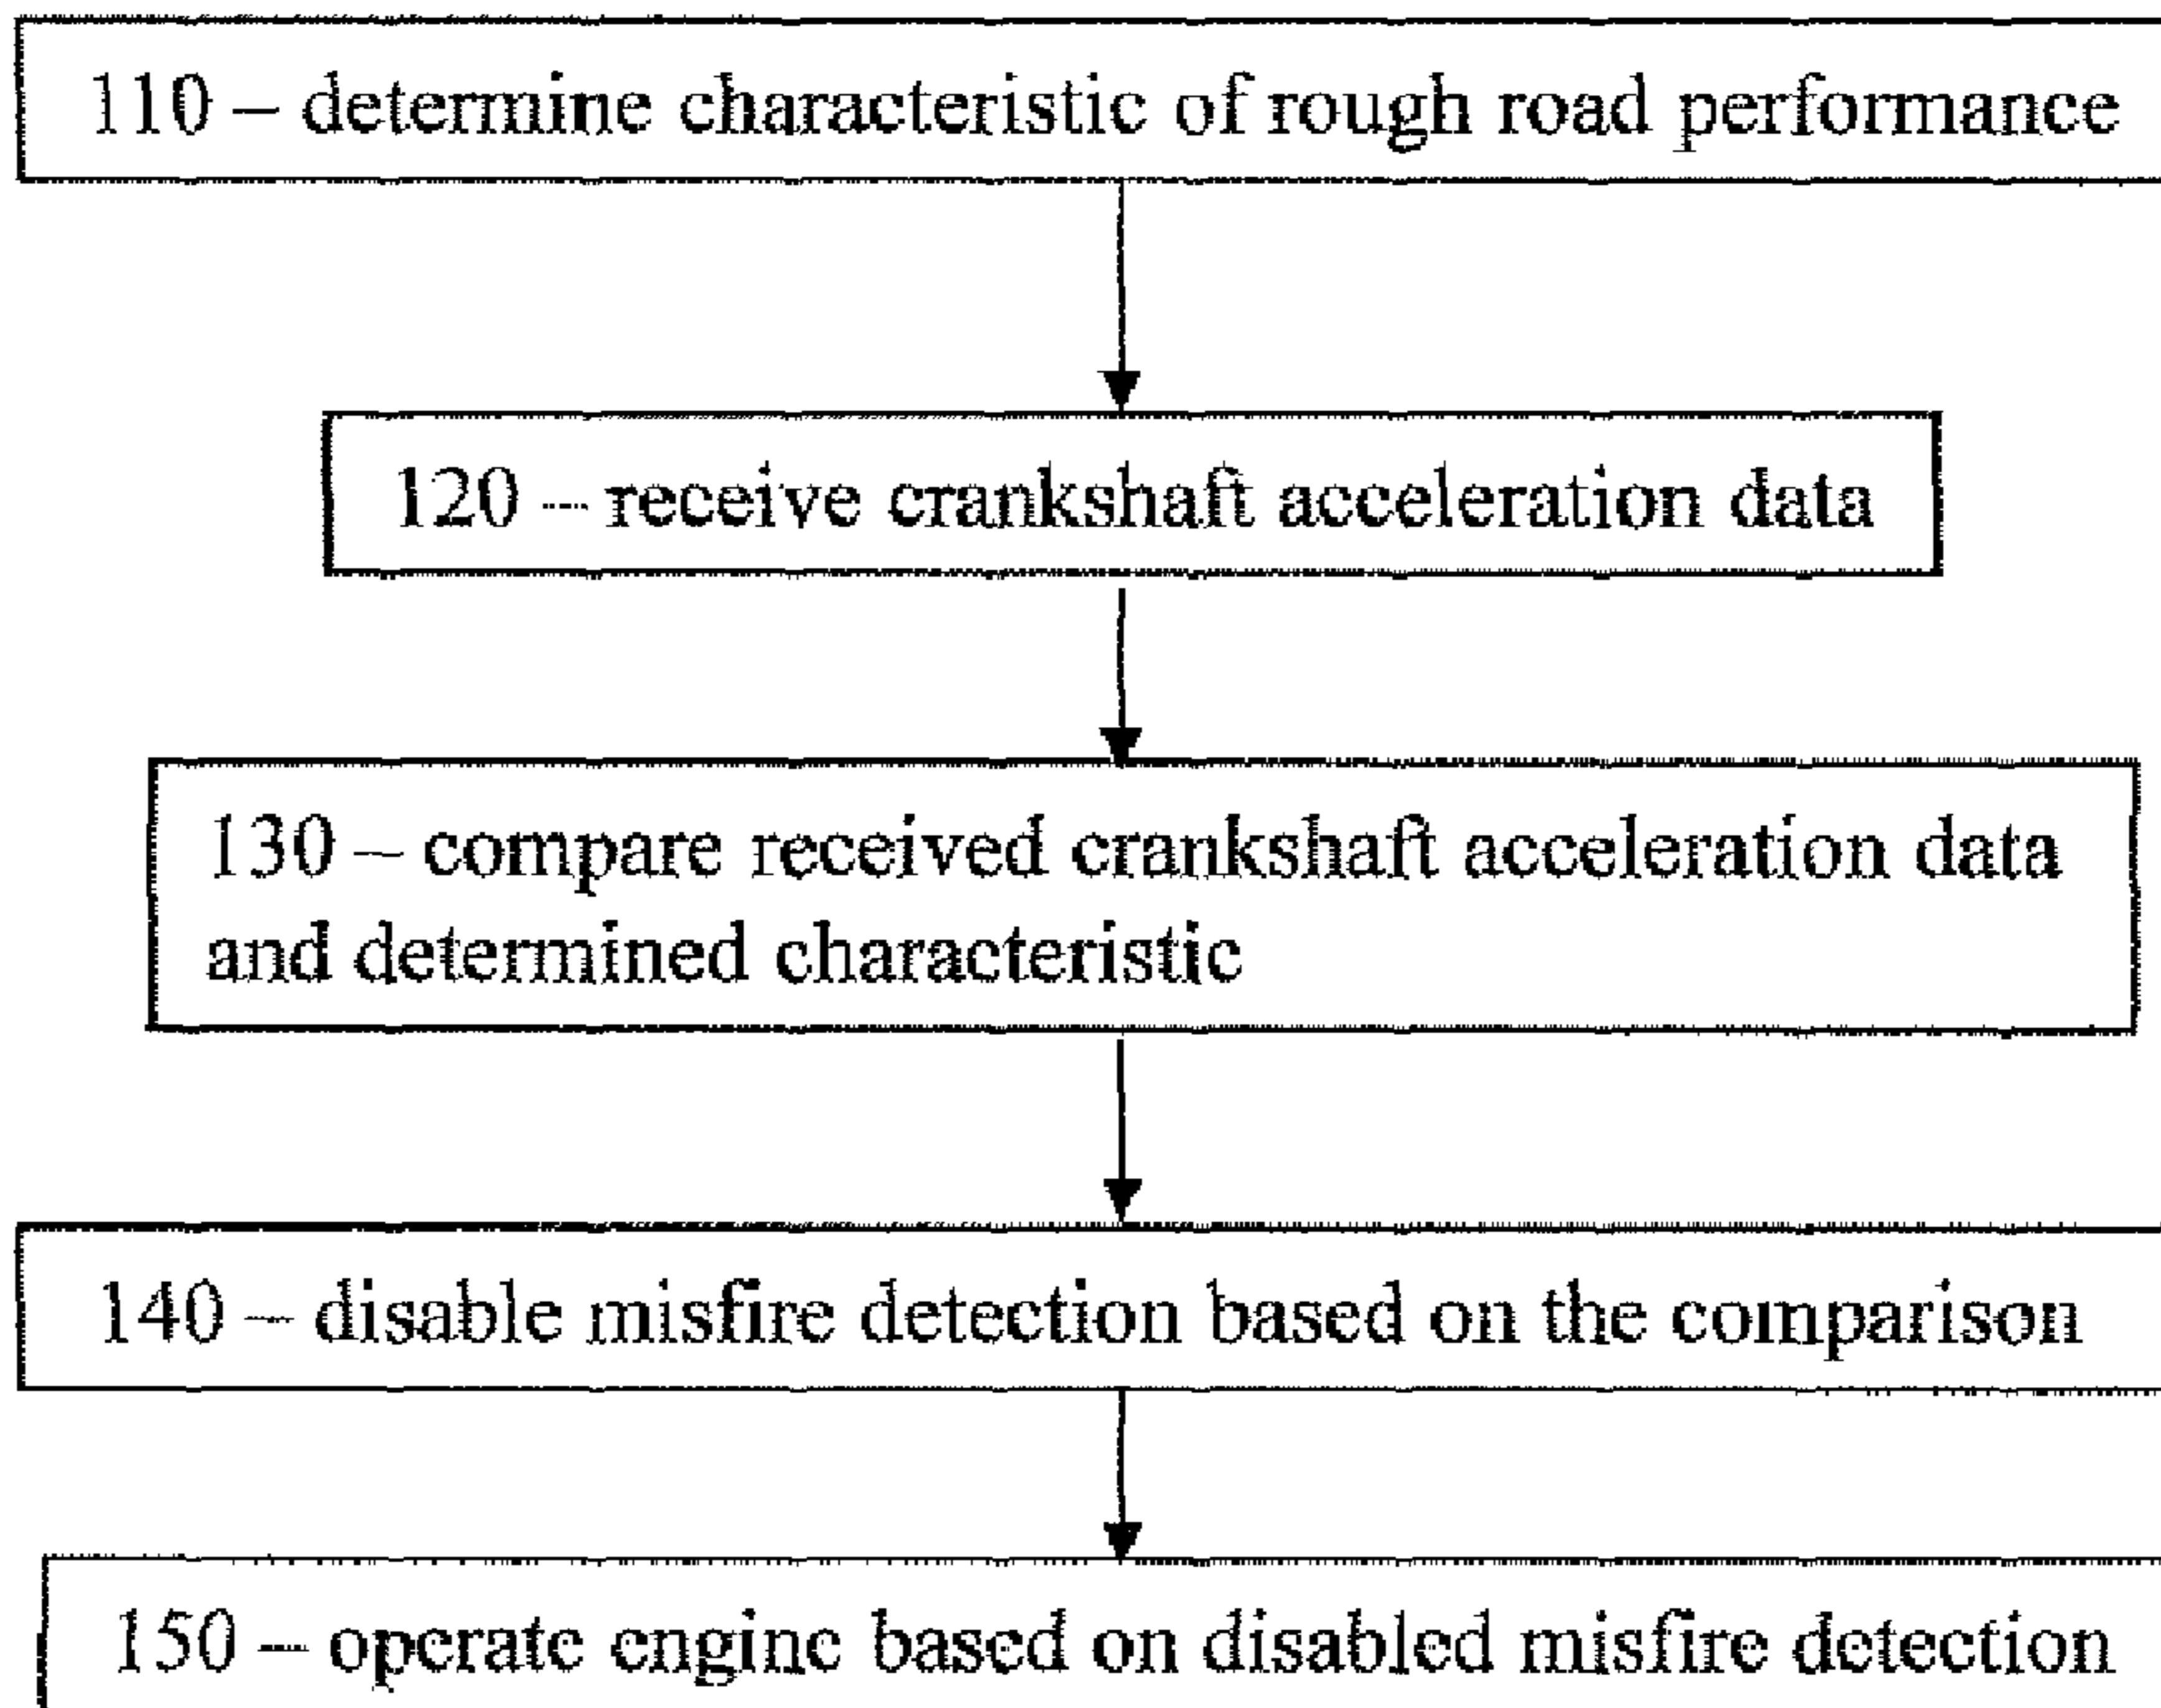 110 – determine characteristic of rough road performance
120 – receive crankshaft acceleration data
130 – compare received crankshaft acceleration data
and determined characteristic
140 – disable misfire detection based on the comparison
150 – operate engine based on disabled misfire detection